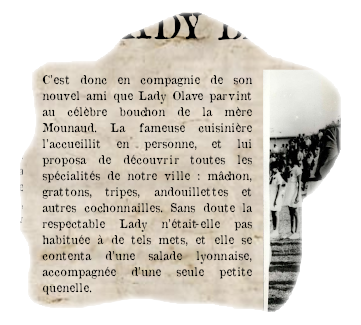 LADY
C'est donc en compagnie de son
nouvel ami que Lady Olave parvint
au célèbre bouchon de la mère
Mounaud. La fameuse cuisinière
l'accueillit en personne, et lui
proposa de découvrir toutes les
spécialités de notre ville : mâchon,
grattons, tripes, andouillettes et
autres cochonnailles. Sans doute la
respectable Lady n'était-elle pas
habituée à de tels mets, et elle se
contenta d'une salade lyonnaise,
accompagnée d'une seule petite
quenelle.